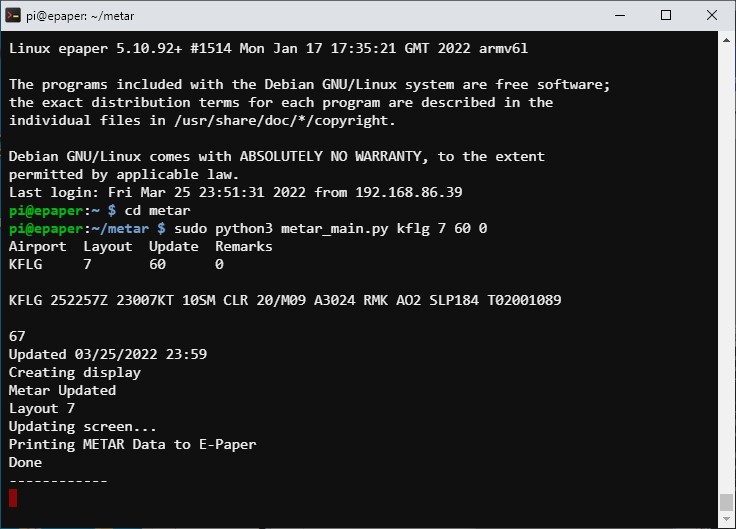 pi@epaper: ~/metar
Linux epaper 5.10.92+ #1514 Mon Jan 17 17:35:21 GMT 2022 armv6l
The programs included with the Debian GNU/Linux system are free software;
the exact distribution terms for each program are described in the
individual files in /usr/share/doc/*/copyright.
Debian GNU/Linux comes with ABSOLUTELY NO WARRANTY, to the extent
permitted by applicable law.
Last login: Fri Mar 25 23:51:31 2022 from 192.168.86.39
pi@epaper:~ $ cd metar
pi@epaper:~/metar $ sudo python3 metar_main.py kflg 7 60 0
Airport  Layout  Update  Remarks
KFLG     7       60      0
KFLG 252257Z 23007KT 10SM CLR 20/M09 A3024 RMK AO2 SLP184 T02001089
67
Updated 03/25/2022 23:59
Creating display
Metar Updated
Layout 7
Updating screen...
Printing METAR Data to E-Paper
Done
------------